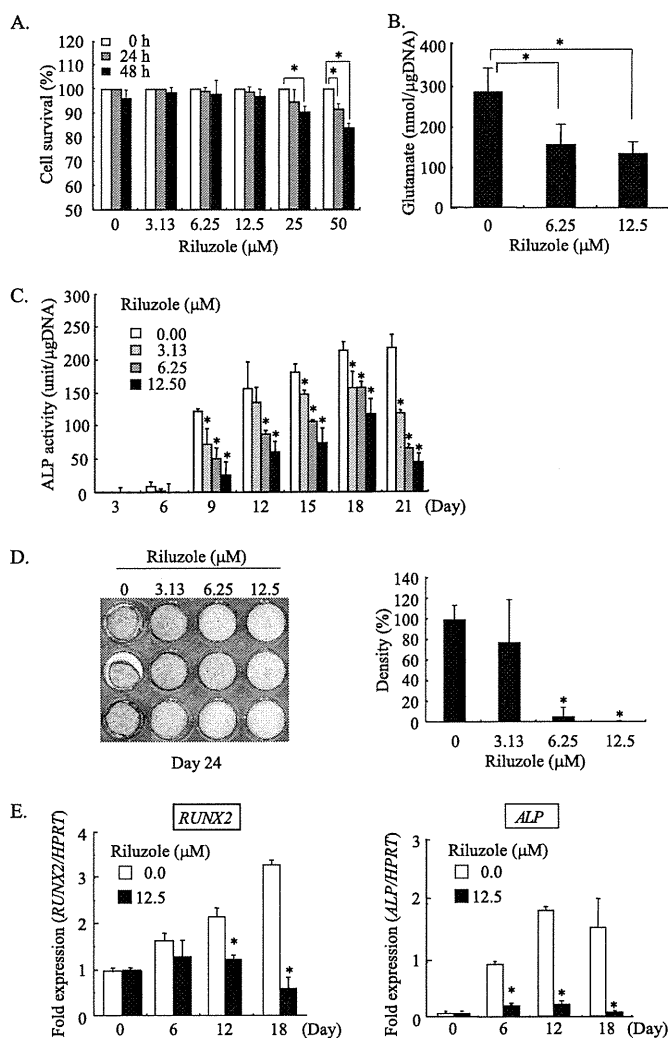 A.
0 h
24 h
48 h
*
*
*
Cell survival (%)
120
110
100
90
80
70
60
50
0 3.13 6.25 12.5 25 50
Riluzole (μM)
B.
Glutamate (nmol/μgDNA)
400
300
200
100
0
*
*
0 6.25 12.5
Riluzole (μM)
C.
Riluzole (μM)
0.00
3.13
6.25
12.50
ALP activity (unit/μgDNA)
300
250
200
150
100
50
0
* * *
* *
* * *
* * *
* * *
3 6 9 12 15 18 21 (Day)
D.
Riluzole (μM)
0 3.13 6.25 12.5
Day 24
Density (%)
140
120
100
80
60
40
20
0
* *
0 3.13 6.25 12.5
Riluzole (μM)
E.
RUNX2
Riluzole (μM)
0.0
12.5
Fold expression (RUNX2/HPRT)
4
3
2
1
0
* *
0 6 12 18 (Day)
ALP
Riluzole (μM)
0.0
12.5
Fold expression (ALP/HPRT)
3
2
1
0
* * *
0 6 12 18 (Day)